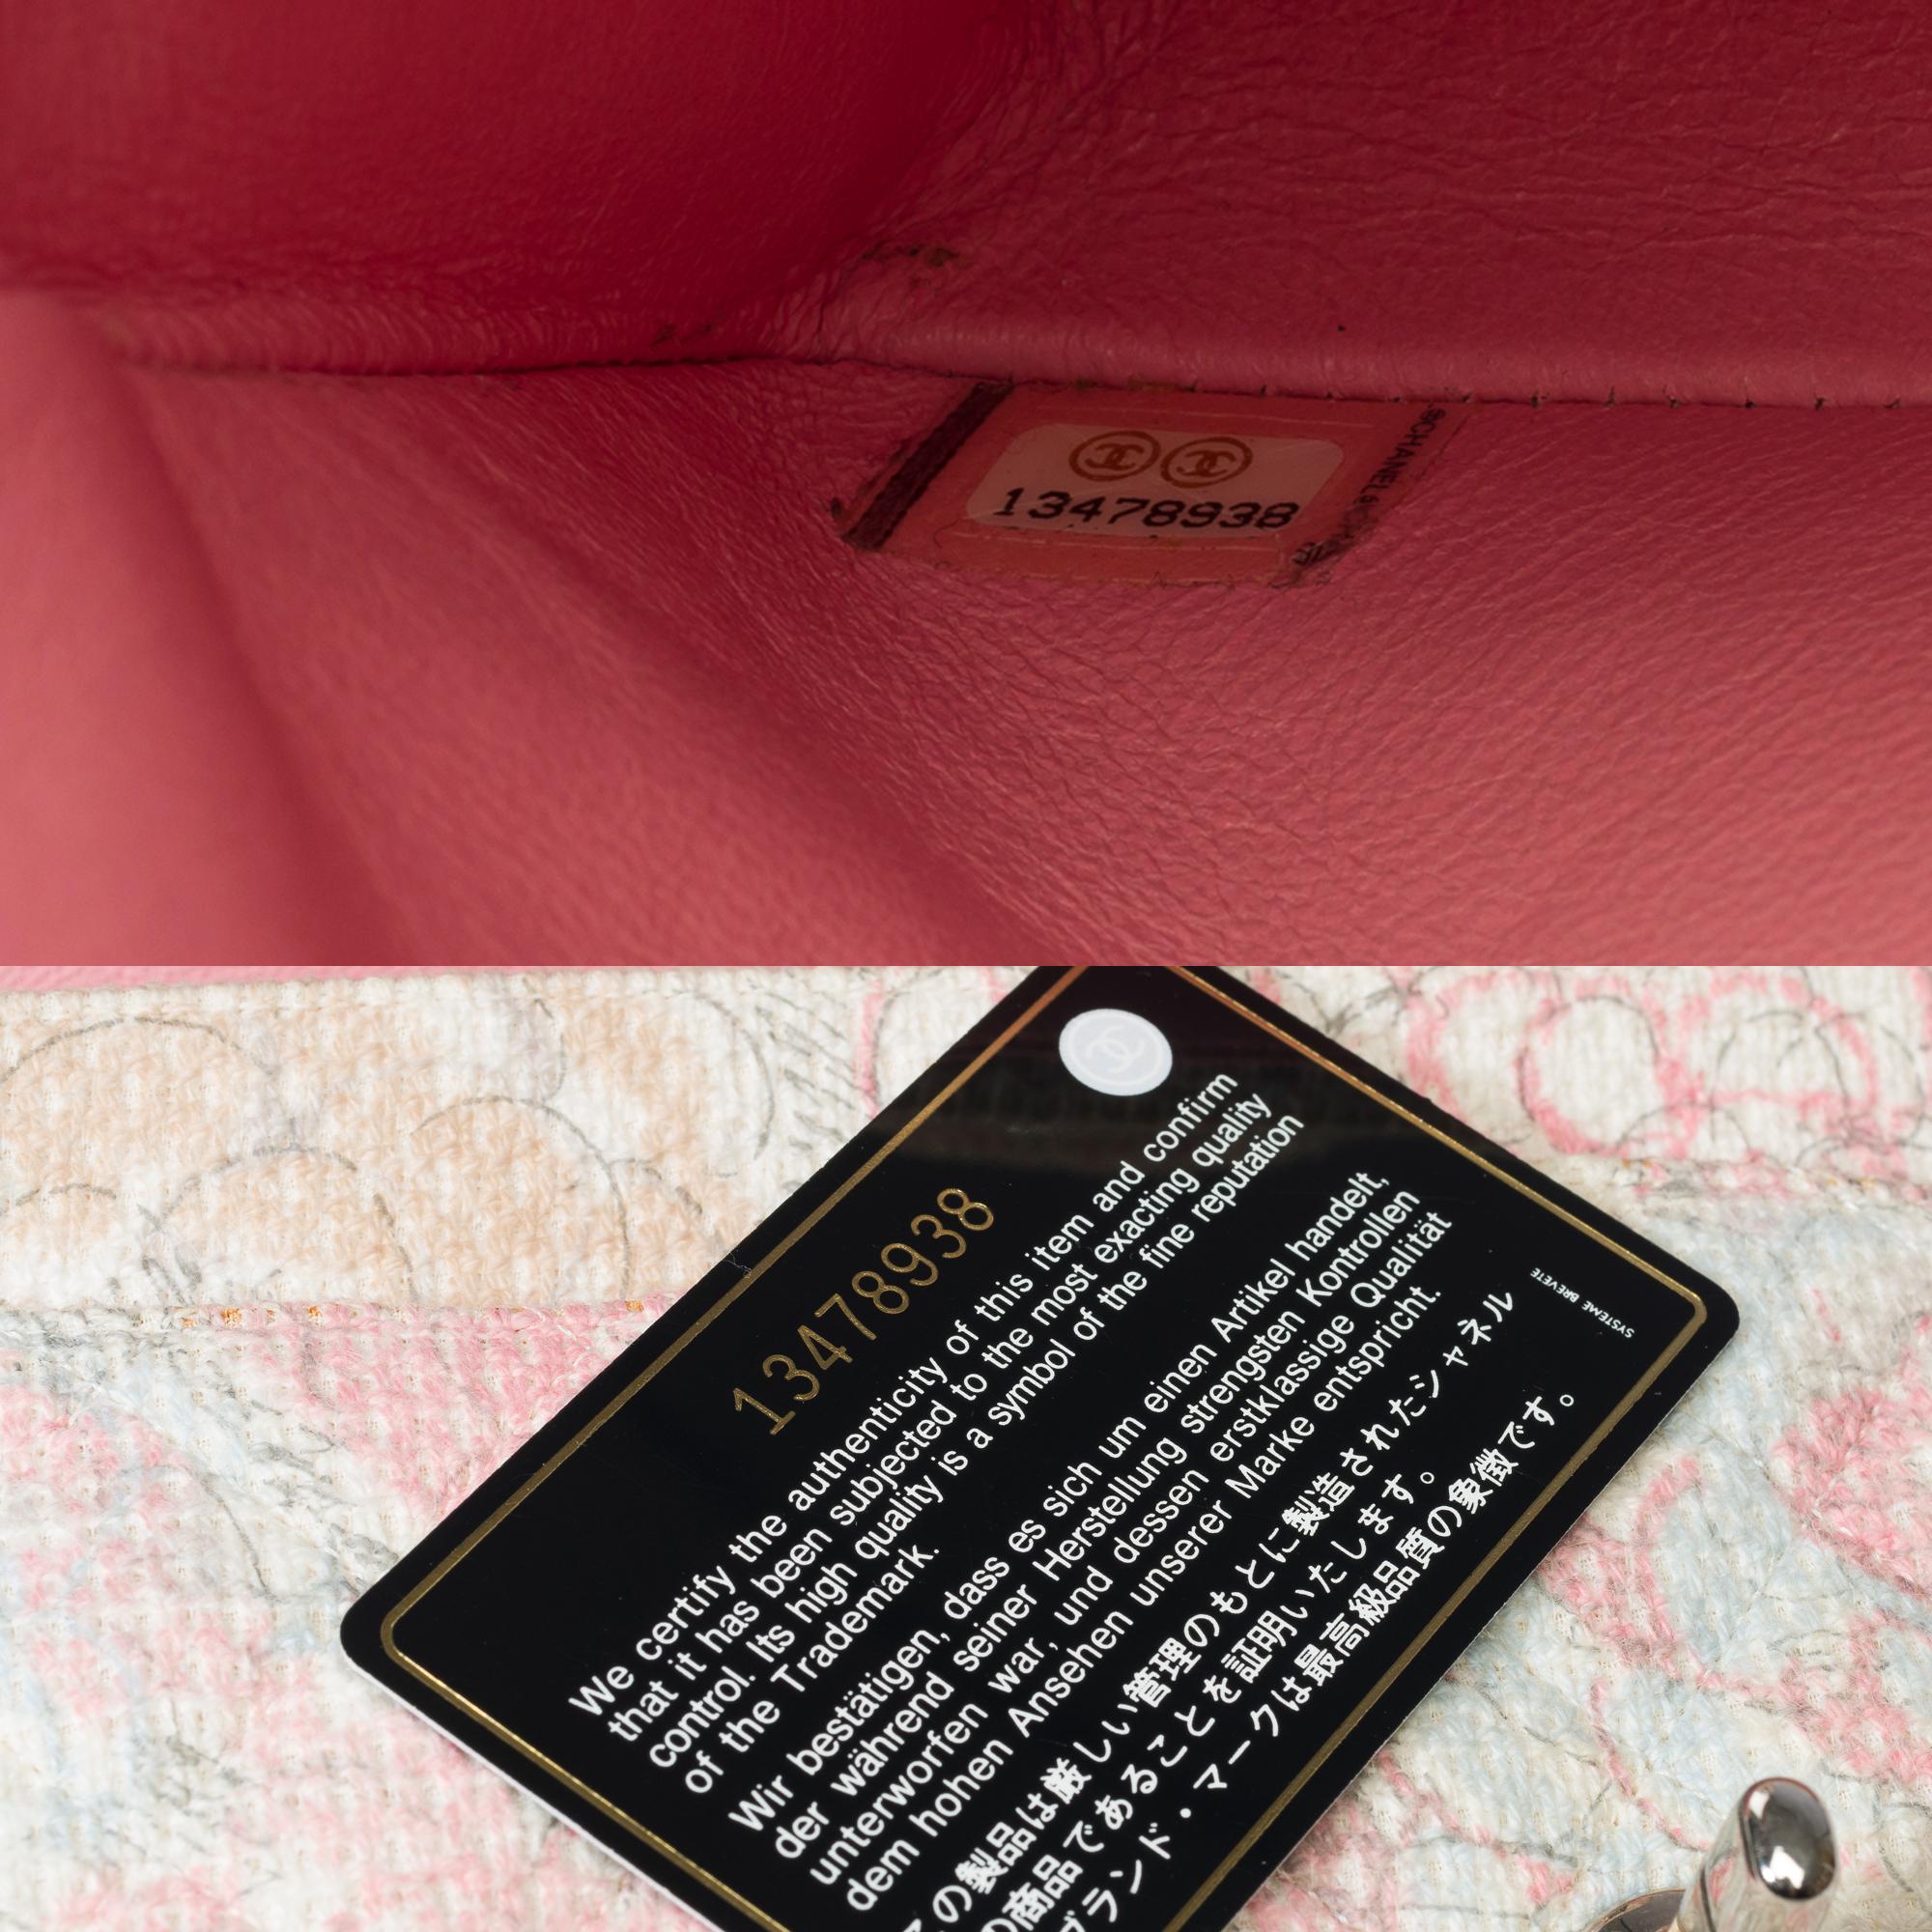 13478938
©CHANEL
13478938
We certify the authenticity of this item and confirm
that it has been subjected to the most exacting quality
control. Its high quality is a symbol of the fine reputation
of the Trademark.
Wir bestätigen, dass es sich um einen Artikel handelt,
der während seiner Herstellung strengsten Kontrollen
unterworfen war, und dessen erstklassige Qualität
dem hohen Ansehen unserer Marke entspricht.
この製品は厳しい管理のもとに製造されたシャネル
の商品であることを証明いたします。
ブランド・マークは最高級品質の象徴です。
SYSTEME BREVETE